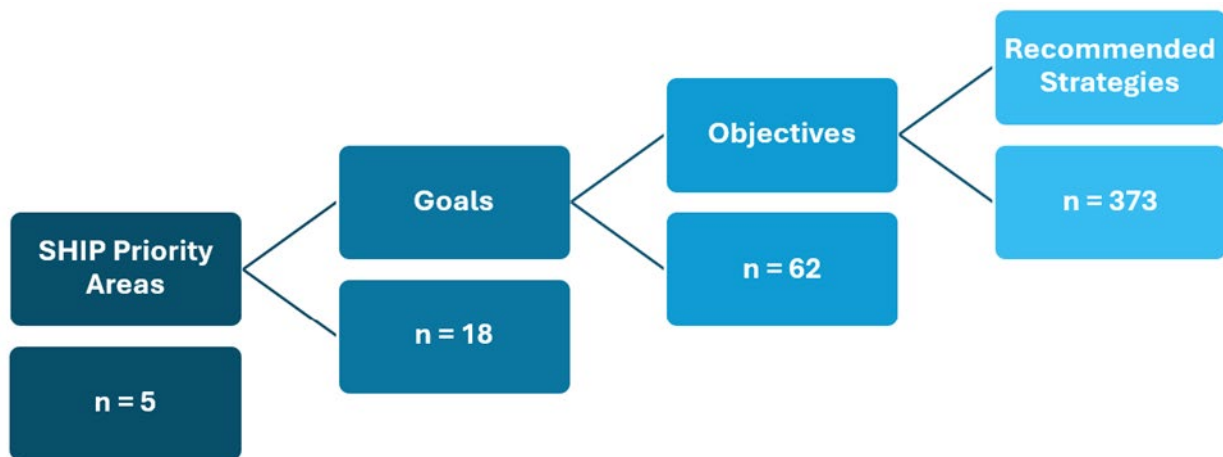 SHIP Priority
Areas
n = 5
Goals
n = 18
Objectives
n = 62
Recommended
Strategies
n = 373